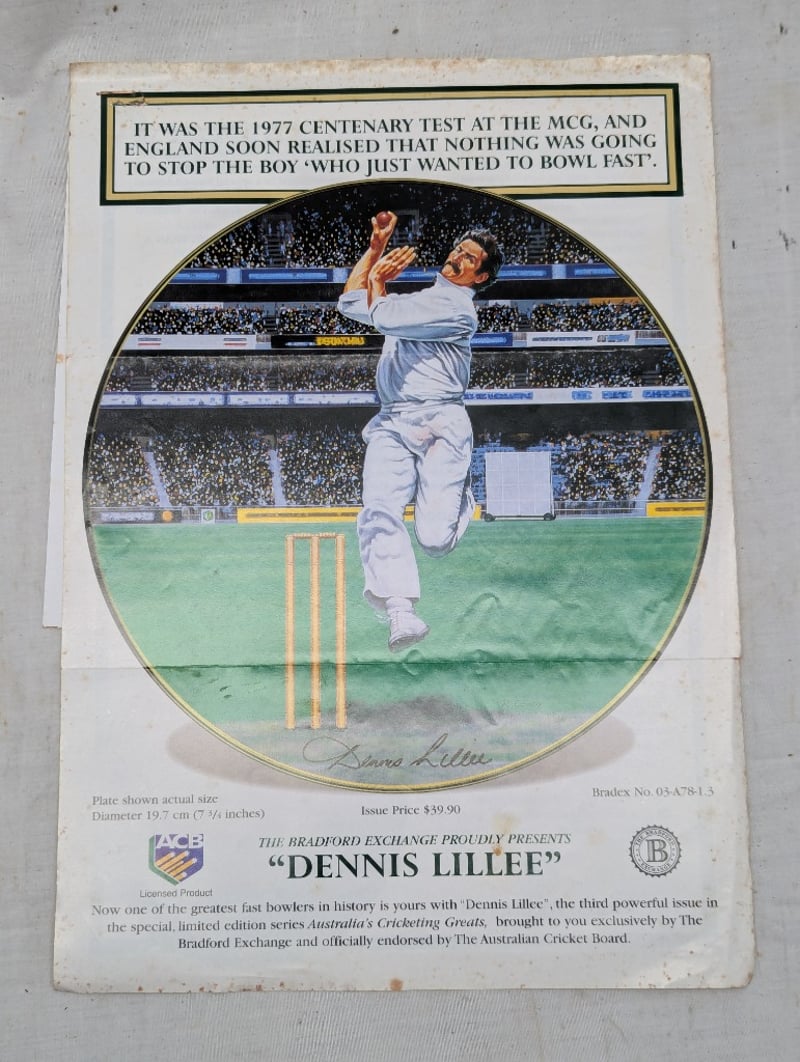 IT WAS THE 1977 CENTENARY TEST AT THE MCG, AND
ENGLAND SOON REALISED THAT NOTHING WAS GOING
TO STOP THE BOY ‘WHO JUST WANTED TO BOWL FAST’.
Dennis Lillee
Plate shown actual size
Diameter 19.7 cm (7 3/4 inches)
Issue Price $39.90
Bradex No. 03-A78-1.3
ACB
Licensed Product
THE BRADFORD EXCHANGE PROUDLY PRESENTS
“DENNIS LILLEE”
THE BRADFORD
B
EXCHANGE
Now one of the greatest fast bowlers in history is yours with “Dennis Lillee”, the third powerful issue in
the special, limited edition series Australia’s Cricketing Greats, brought to you exclusively by The
Bradford Exchange and officially endorsed by The Australian Cricket Board.